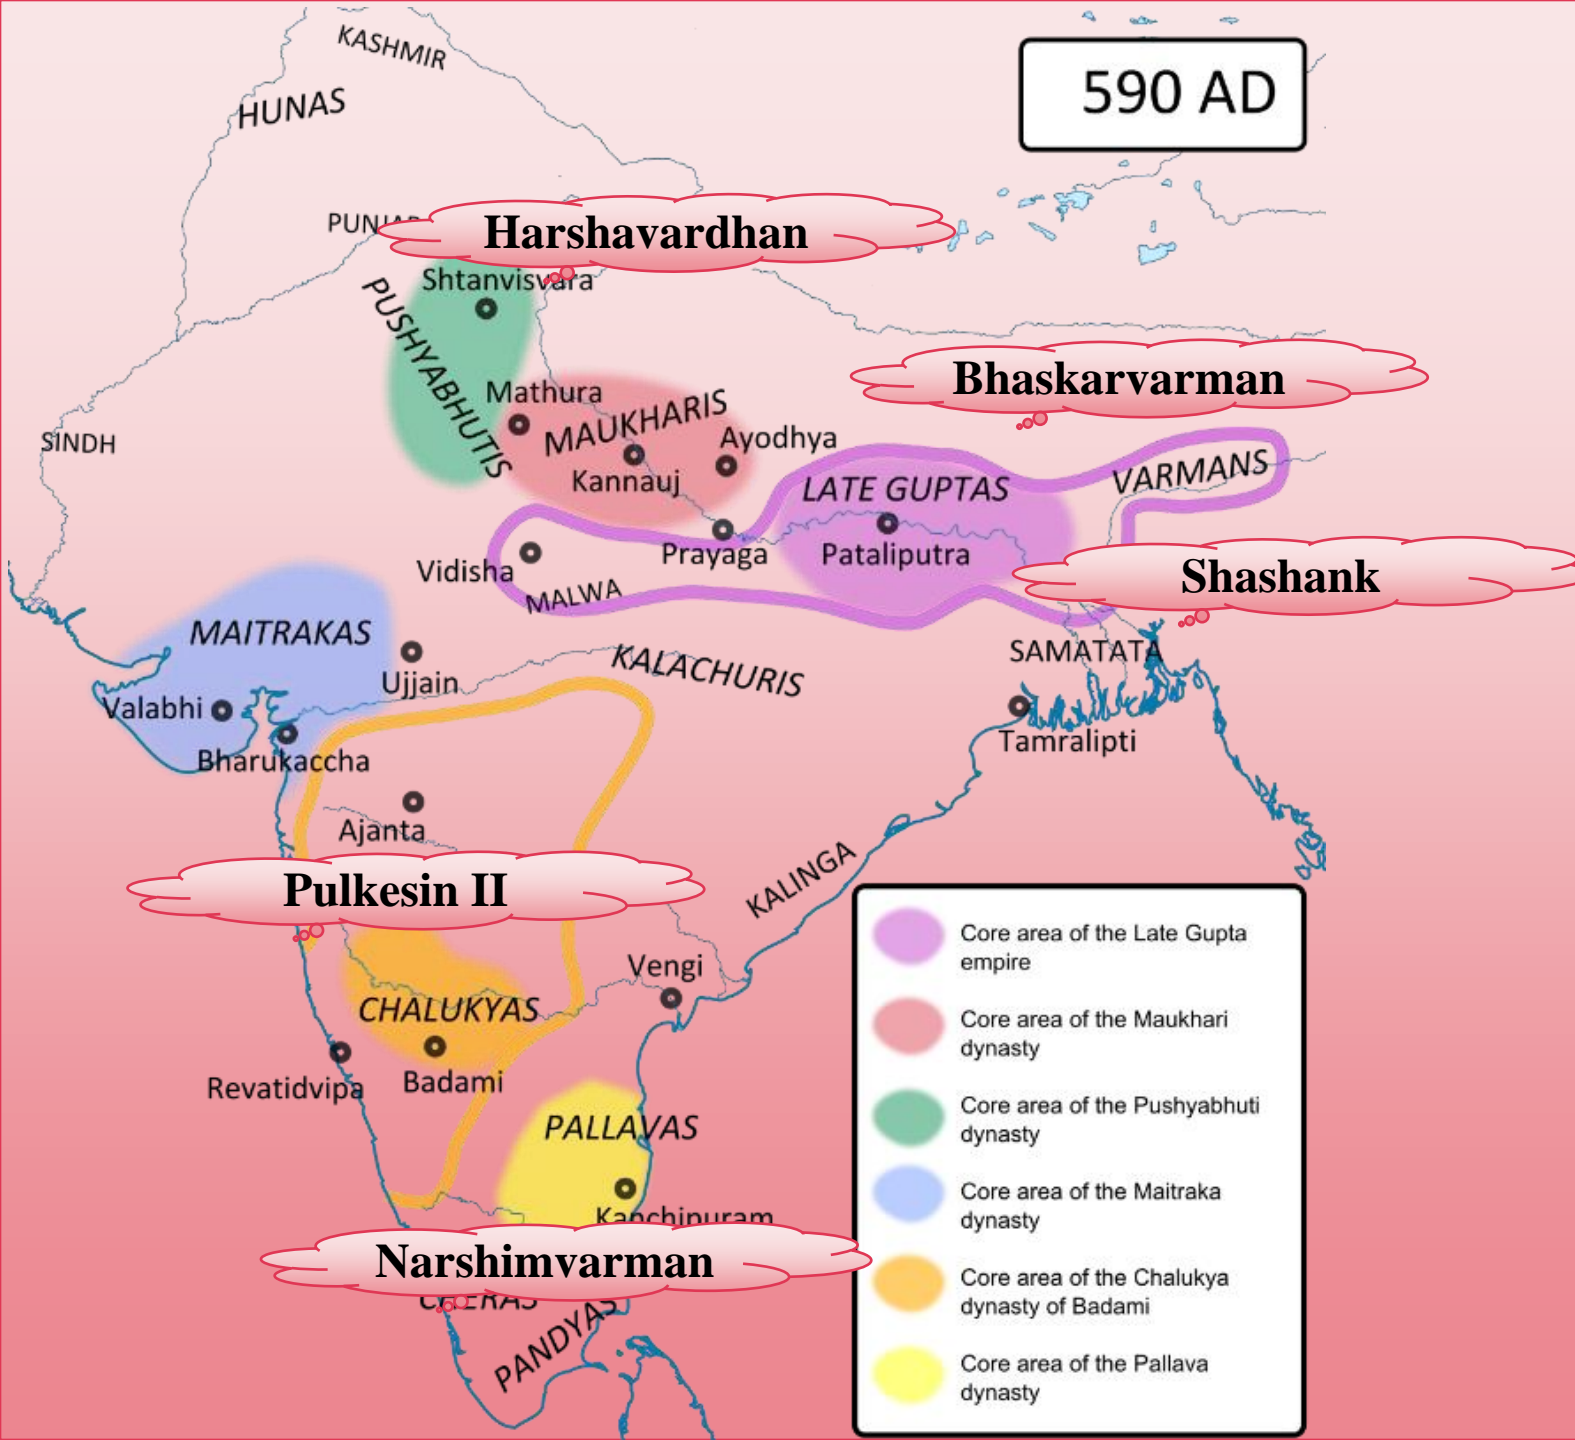 KASHMIR
590 AD
HUNAS
Harshavardhan
Shtanvisvara
PUSHYABHUTIS
Bhaskarvarman
Mathura
MAUKHARIS
Ayodhya
SINDH
Kannauj
LATE GUPTAS
VARMANS
Prayaga
Pataliputra
Vidisha
MALWA
Shashank
MAITRAKAS
SAMATATA
KALACHURIS
Ujjain
Valabhi
Tamralipti
Bharukaccha
Ajanta
KALINGA
Pulkesin II
Core area of the Late Gupta
empire
Vengi
CHALUKYAS
Core area of the Maukhari
dynasty
Badami
Revatidvipa
Core area of the Pushyabhuti
dynasty
PALLAVAS
Core area of the Maitraka
dynasty
Kanchipuram
Narshimvarman
Core area of the Chalukya
dynasty of Badami
CHERAS
PANDYAS
Core area of the Pallava
dynasty